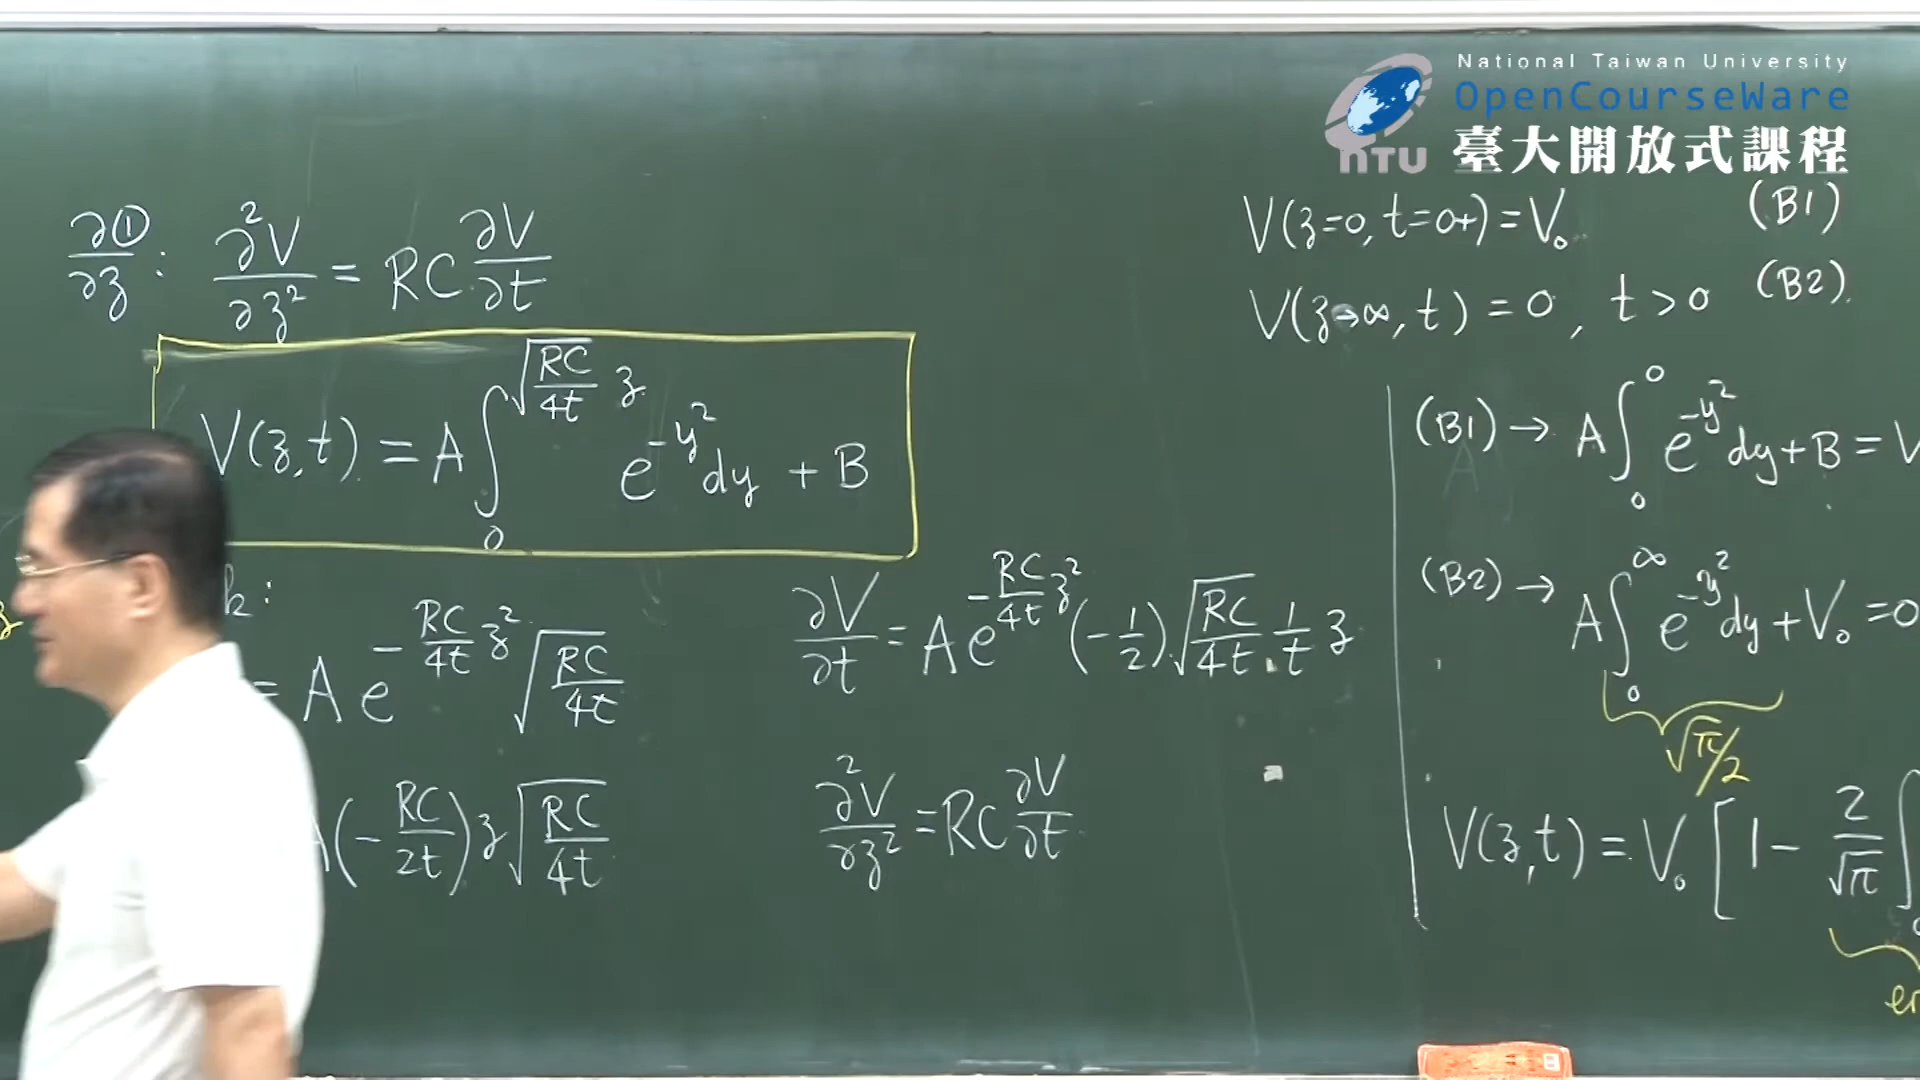 National Taiwan University
OpenCourseWare
臺大開放式課程
NTU
∂①/∂z : ∂²V/∂z² = RC ∂V/∂t
V(z,t) = A ∫₀^{√(RC/4t) z} e^{-y²} dy + B
k:
= A e^{-RC/4t z²} √(RC/4t)
A(-RC/2t) z √(RC/4t)
∂V/∂t = A e^{-RC/4t z²} (-1/2) √(RC/4t) · 1/t z
∂²V/∂z² = RC ∂V/∂t
V(z=0, t=0+) = V₀ (B1)
V(z→∞, t) = 0, t > 0 (B2)
(B1) → A ∫₀^0 e^{-y²} dy + B = V
(B2) → A ∫₀^∞ e^{-y²} dy + V₀ = 0
√π/2
V(z,t) = V₀ [1 - 2/√π ∫
er